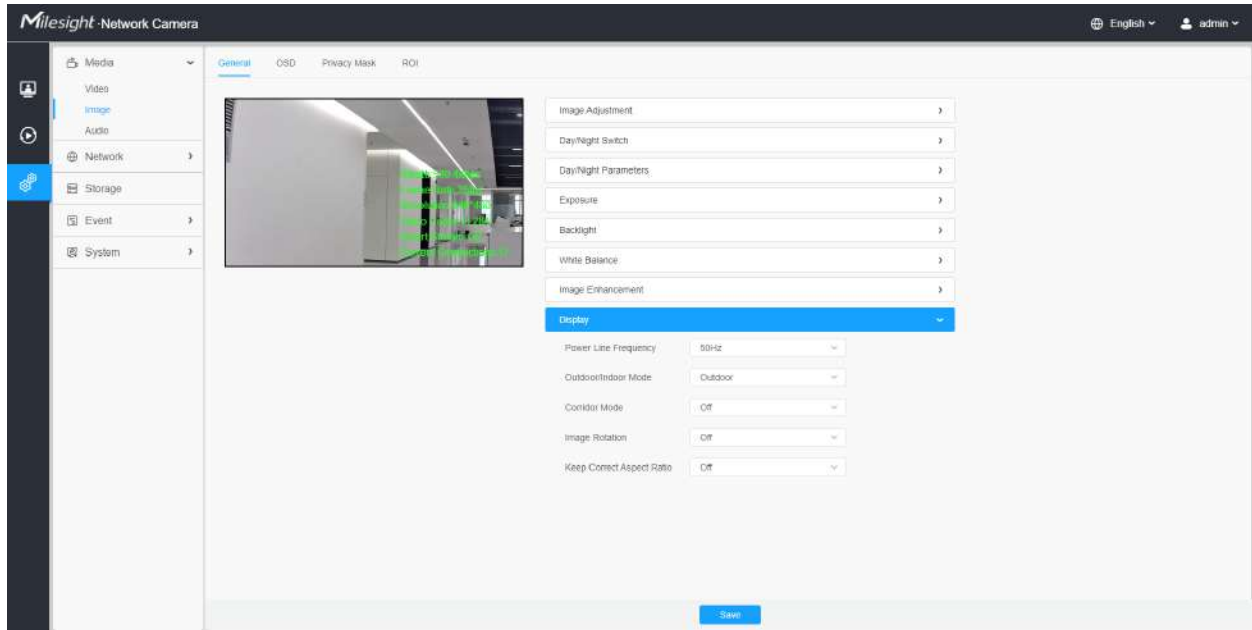 Milesight · Network Camera
English
admin
Media
Video
Image
Audio
Network
Storage
Event
System
General OSD Privacy Mask ROI
Image Adjustment
Day/Night Switch
Day/Night Parameters
Exposure
Backlight
White Balance
Image Enhancement
Display
Power Line Frequency 50Hz
Outdoor/Indoor Mode Outdoor
Corridor Mode Off
Image Rotation Off
Keep Correct Aspect Ratio Off
Save